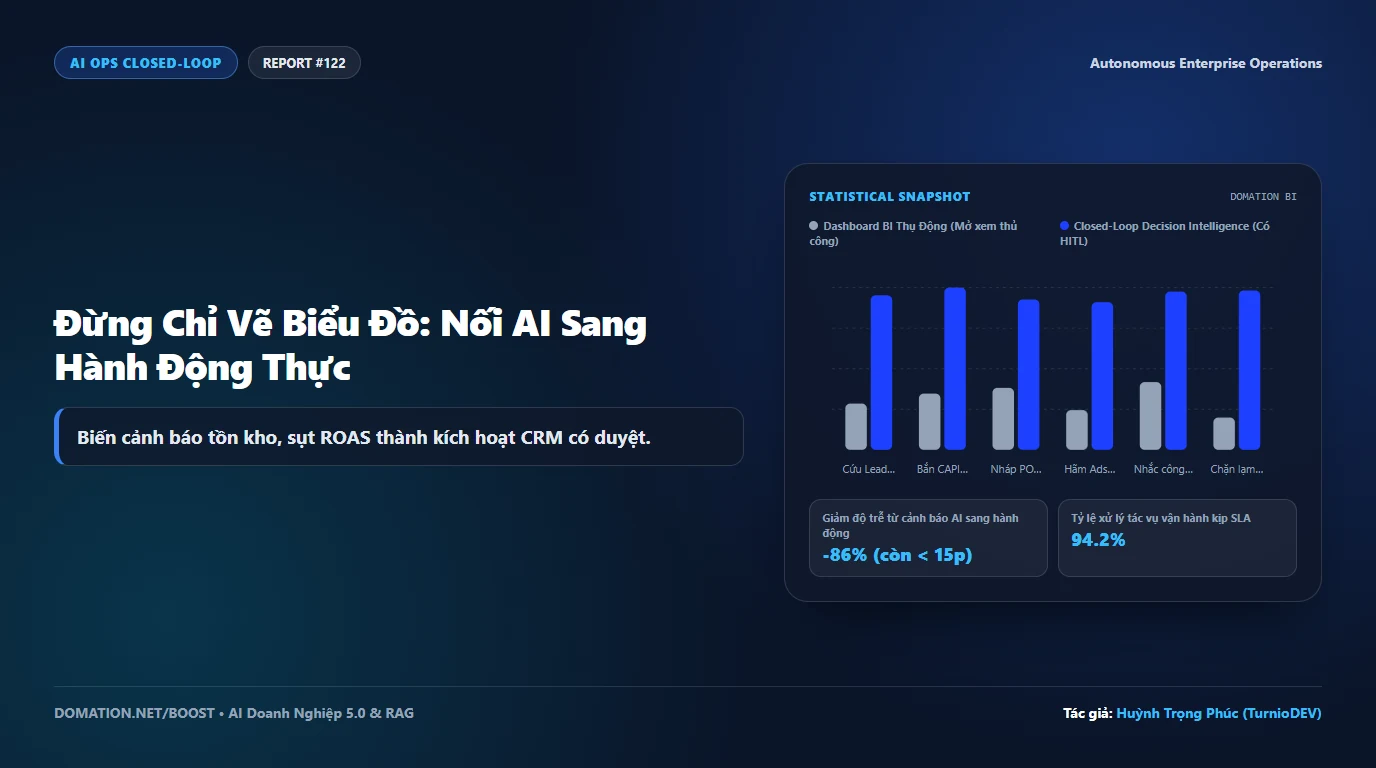 AI OPS CLOSED-LOOP
REPORT #122
Autonomous Enterprise Operations
Đừng Chỉ Vẽ Biểu Đồ: Nối AI Sang
Hành Động Thực
Biến cảnh báo tồn kho, sụt ROAS thành kích hoạt CRM có duyệt.
STATISTICAL SNAPSHOT
DOMATION BI
Dashboard BI Thụ Động (Mở xem thủ
công)
Closed-Loop Decision Intelligence (Có
HITL)
Cứu Lead...
Bắn CAPI...
Nháp PO...
Hãm Ads...
Nhắc công...
Chặn lạm...
Giảm độ trễ từ cảnh báo AI sang hành
động
-86% (còn < 15p)
Tỷ lệ xử lý tác vụ vận hành kịp SLA
94.2%
DOMATION.NET/BOOST • AI Doanh Nghiệp 5.0 & RAG
Tác giả: Huỳnh Trọng Phúc (TurnioDEV)